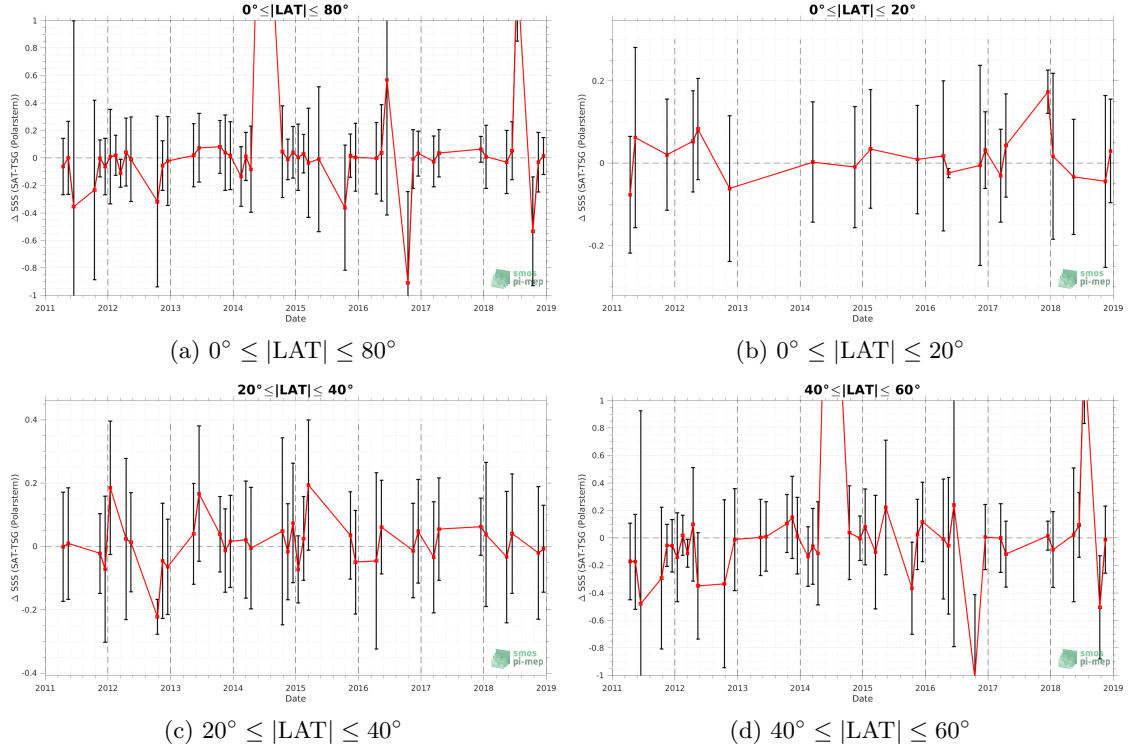 0°≤|LAT|≤ 80°
Δ SSS (SAT-TSG (Polarstern))
1
0.8
0.6
0.4
0.2
0
-0.2
-0.4
-0.6
-0.8
-1
2011 2012 2013 2014 2015 2016 2017 2018 2019
Date
smos
pi-mep
(a) 0° ≤ |LAT| ≤ 80°
0°≤|LAT|≤ 20°
Δ SSS (SAT-TSG (Polarstern))
0.2
0
-0.2
2011 2012 2013 2014 2015 2016 2017 2018 2019
Date
smos
pi-mep
(b) 0° ≤ |LAT| ≤ 20°
20°≤|LAT|≤ 40°
Δ SSS (SAT-TSG (Polarstern))
0.4
0.2
0
-0.2
-0.4
2011 2012 2013 2014 2015 2016 2017 2018 2019
Date
smos
pi-mep
(c) 20° ≤ |LAT| ≤ 40°
40°≤|LAT|≤ 60°
Δ SSS (SAT-TSG (Polarstern))
1
0.8
0.6
0.4
0.2
0
-0.2
-0.4
-0.6
-0.8
-1
2011 2012 2013 2014 2015 2016 2017 2018 2019
Date
smos
pi-mep
(d) 40° ≤ |LAT| ≤ 60°